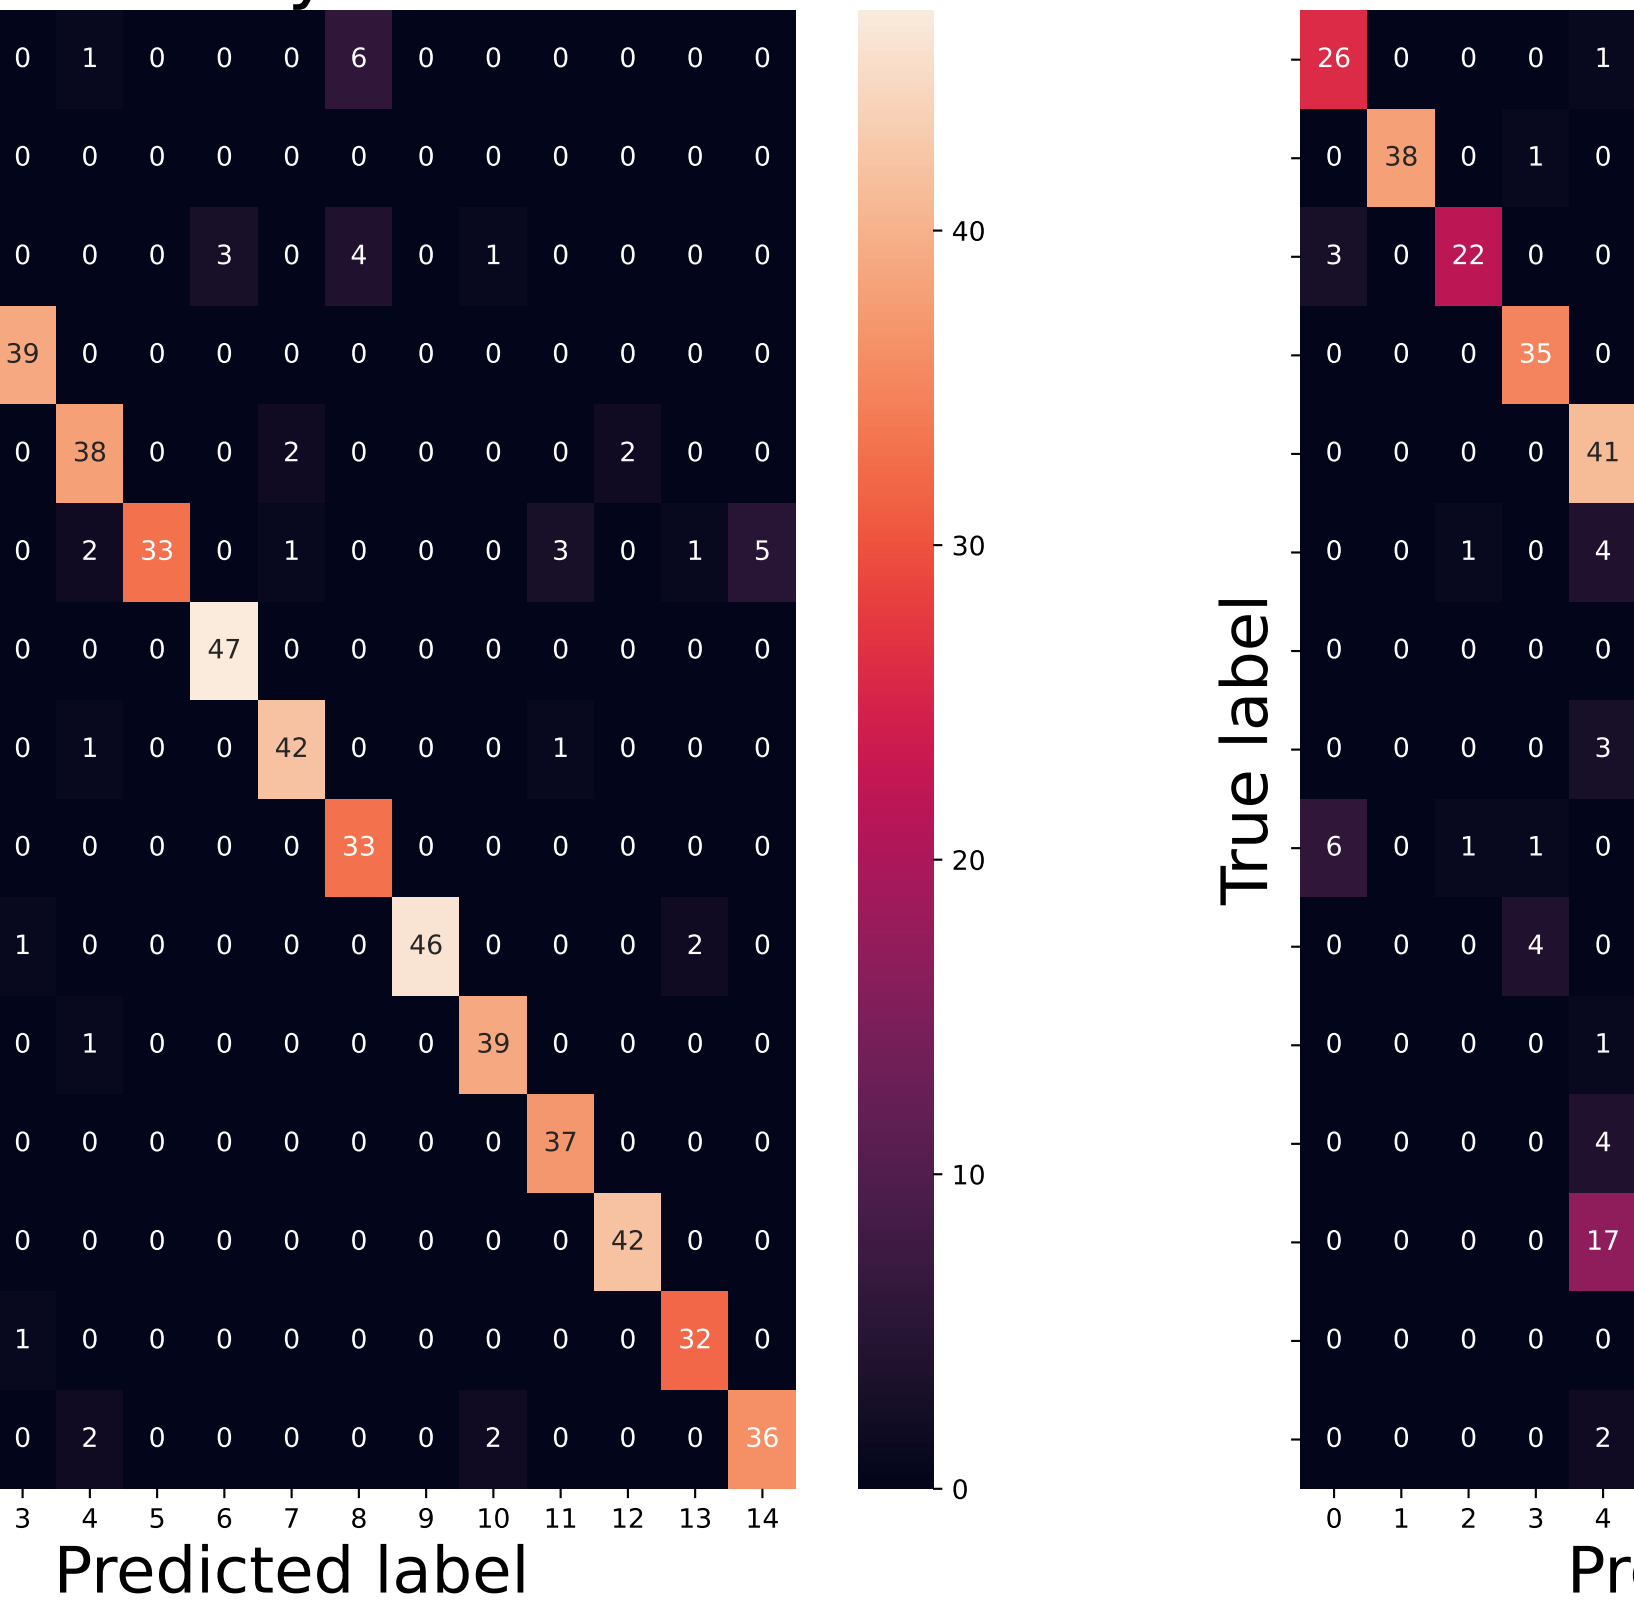 0 1 0 0 0 6 0 0 0 0 0 0
0 0 0 0 0 0 0 0 0 0 0 0
0 0 0 3 0 4 0 1 0 0 0 0
39 0 0 0 0 0 0 0 0 0 0 0
0 38 0 0 2 0 0 0 0 2 0 0
0 2 33 0 1 0 0 0 3 0 1 5
0 0 0 47 0 0 0 0 0 0 0 0
0 1 0 0 42 0 0 0 1 0 0 0
0 0 0 0 0 33 0 0 0 0 0 0
1 0 0 0 0 0 46 0 0 0 2 0
0 1 0 0 0 0 0 39 0 0 0 0
0 0 0 0 0 0 0 0 37 0 0 0
0 0 0 0 0 0 0 0 0 42 0 0
1 0 0 0 0 0 0 0 0 0 32 0
0 2 0 0 0 0 0 2 0 0 0 36
3 4 5 6 7 8 9 10 11 12 13 14
Predicted label
40
30
20
10
0
True label
26 0 0 0 1
0 38 0 1 0
3 0 22 0 0
0 0 0 35 0
0 0 0 0 41
0 0 1 0 4
0 0 0 0 0
0 0 0 0 3
6 0 1 1 0
0 0 0 4 0
0 0 0 0 1
0 0 0 0 4
0 0 0 0 17
0 0 0 0 0
0 0 0 0 2
0 1 2 3 4